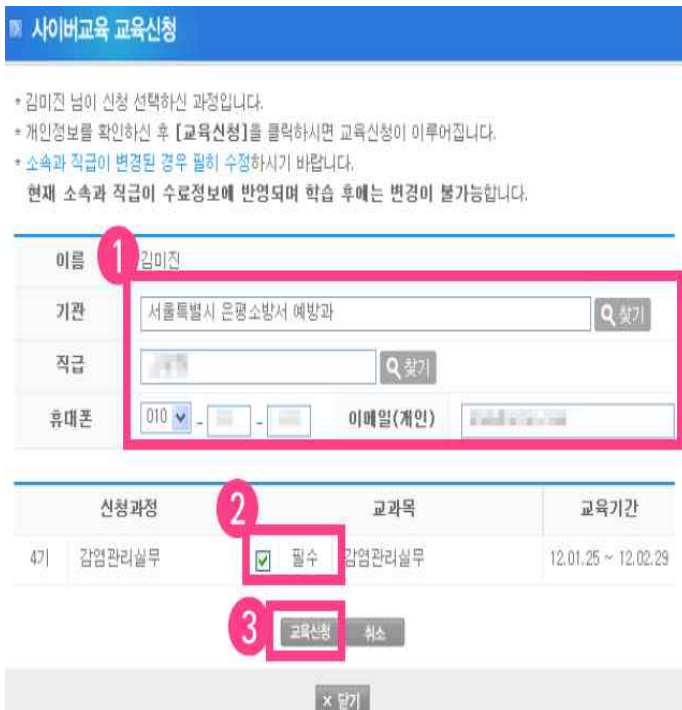 사이버교육 교육신청
* 김미진 님이 신청 선택하신 과정입니다.
* 개인정보를 확인하신 후 [교육신청]을 클릭하시면 교육신청이 이루어집니다.
* 소속과 직급이 변경된 경우 필히 수정하시기 바랍니다.
현재 소속과 직급이 수료정보에 반영되며 학습 후에는 변경이 불가능합니다.
이름 1 김미진
기관 서울특별시 은평소방서 예방과 찾기
직급 찾기
휴대폰 010 - - 이메일(개인)
신청과정 2 교과목 교육기간
4기 감염관리실무 필수 감염관리실무 12.01.25 ~ 12.02.29
3 교육신청 취소
× 닫기